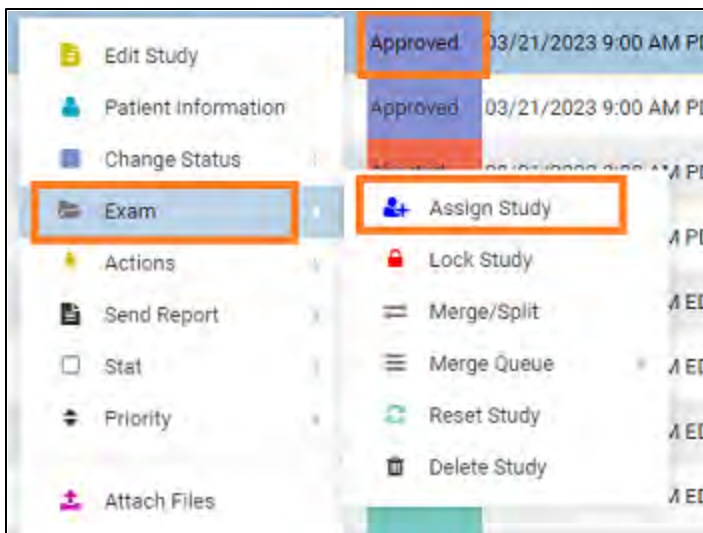 Edit Study
Patient Information
Change Status
Exam
Actions
Send Report
Stat
Priority
Attach Files
Approved 03/21/2023 9:00 AM
Approved 03/21/2023 9:00 AM
Assign Study
Lock Study
Merge/Split
Merge Queue
Reset Study
Delete Study